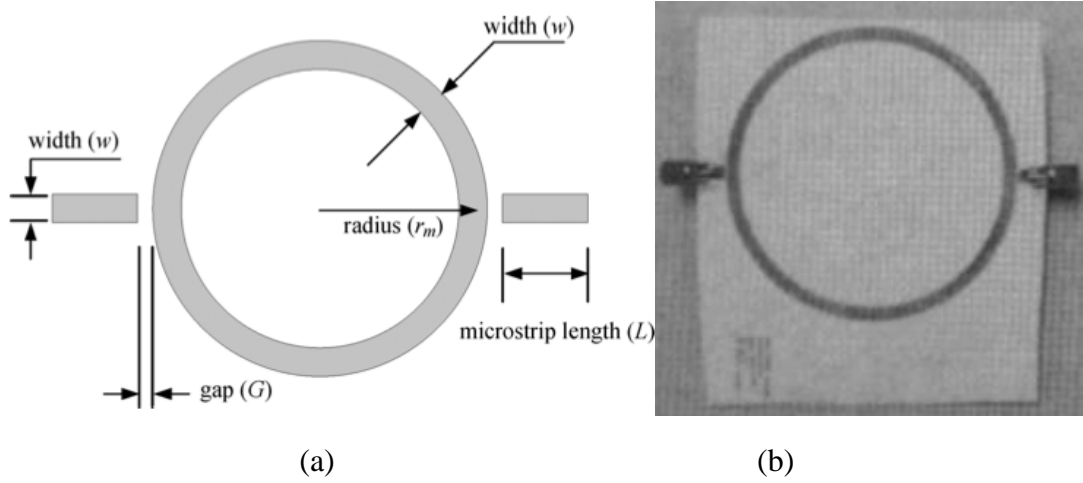 width (w)
width (w)
radius (rₘ)
microstrip length (L)
gap (G)
(a)
(b)